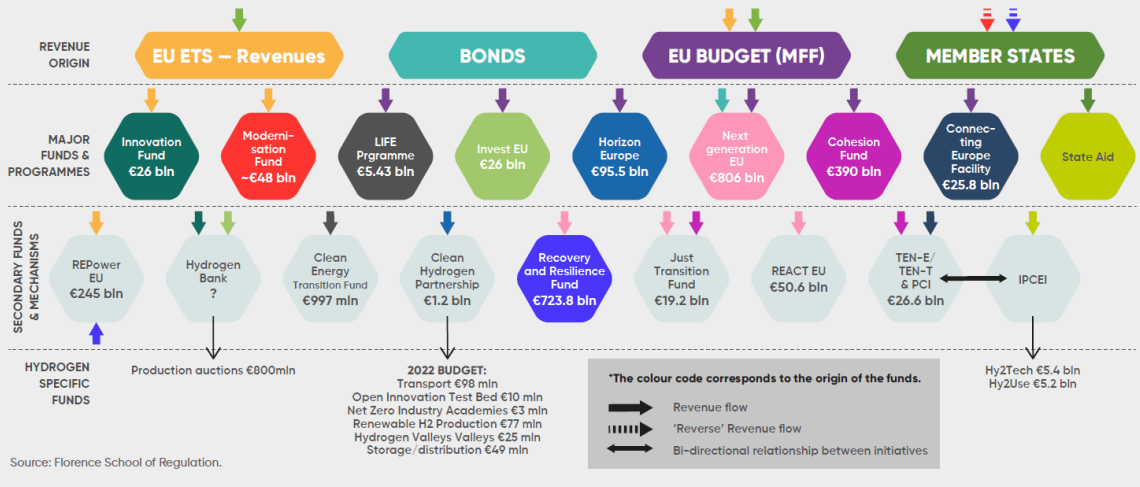 REVENUE
ORIGIN
EU ETS – Revenues
BONDS
EU BUDGET (MFF)
MEMBER STATES
MAJOR
FUNDS &
PROGRAMMES
Innovation
Fund
€26 bln
Moderni-
sation
Fund
~€48 bln
LIFE
Prgramme
€5.43 bln
Invest EU
€26 bln
Horizon
Europe
€95.5 bln
Next
generation
EU
€806 bln
Cohesion
Fund
€390 bln
Connec-
ting
Europe
Facility
€25.8 bln
State Aid
SECONDARY FUNDS
& MECHANISMS
REPower
EU
€245 bln
Hydrogen
Bank
?
Clean
Energy
Transition Fund
€997 mln
Clean
Hydrogen
Partnership
€1.2 bln
Recovery
and Resilience
Fund
€723.8 bln
Just
Transition
Fund
€19.2 bln
REACT EU
€50.6 bln
TEN-E/
TEN-T
& PCI
€26.6 bln
IPCEI
HYDROGEN
SPECIFIC
FUNDS
Production auctions €800mln
2022 BUDGET:
Transport €98 mln
Open Innovation Test Bed €10 mln
Net Zero Industry Academies €3 mln
Renewable H2 Production €77 mln
Hydrogen Valleys Valleys €25 mln
Storage/distribution €49 mln
*The colour code corresponds to the origin of the funds.
Revenue flow
‘Reverse’ Revenue flow
Bi-directional relationship between initiatives
Hy2Tech €5.4 bln
Hy2Use €5.2 bln
Source: Florence School of Regulation.